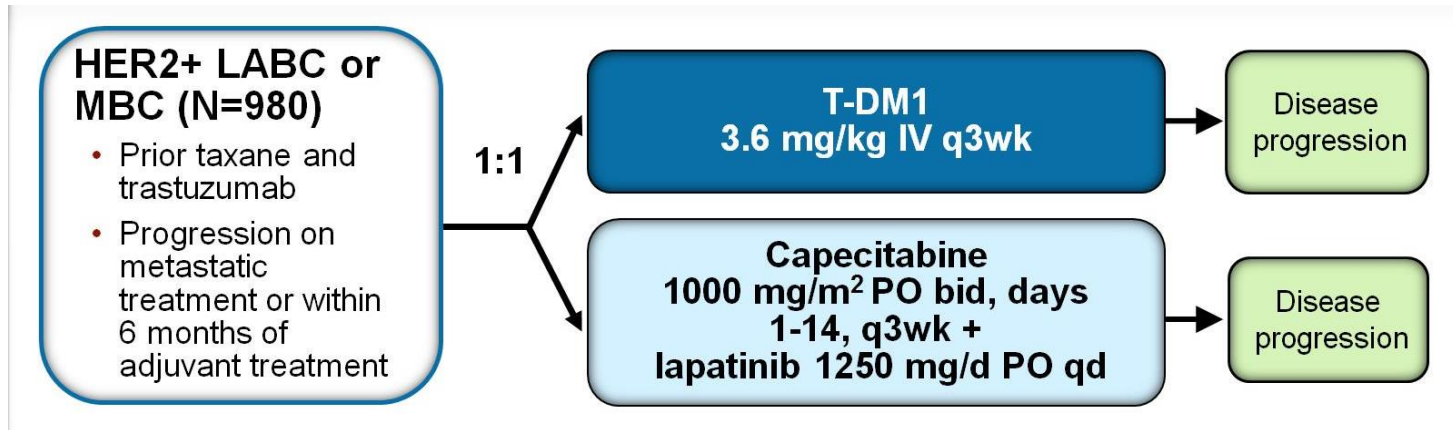 HER2+ LABC or
MBC (N=980)
• Prior taxane and
trastuzumab
• Progression on
metastatic
treatment or within
6 months of
adjuvant treatment
1:1
T-DM1
3.6 mg/kg IV q3wk
Disease
progression
Capecitabine
1000 mg/m² PO bid, days
1-14, q3wk +
lapatinib 1250 mg/d PO qd
Disease
progression